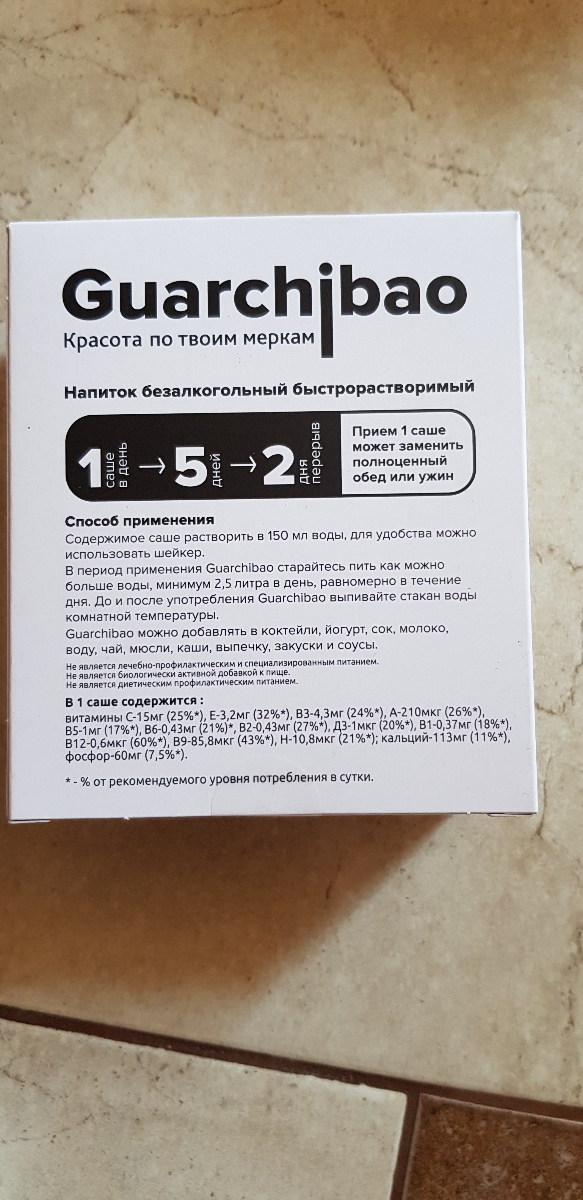 Guarchibao
Красота по твоим меркам
Напиток безалкогольный быстрорастворимый
1 саше в день → 5 дней → 2 дня перерыв
Прием 1 саше
может заменить
полноценный
обед или ужин
Способ применения
Содержимое саше растворить в 150 мл воды, для удобства можно
использовать шейкер.
В период применения Guarchibao старайтесь пить как можно
больше воды, минимум 2,5 литра в день, равномерно в течение
дня. До и после употребления Guarchibao выпивайте стакан воды
комнатной температуры.
Guarchibao можно добавлять в коктейли, йогурт, сок, молоко,
воду, чай, мюсли, каши, выпечку, закуски и соусы.
Не является лечебно-профилактическим и специализированным питанием.
Не является биологически активной добавкой к пище.
Не является диетическим профилактическим питанием.
В 1 саше содержится :
витамины С-15мг (25%*), Е-3,2мг (32%*), В3-4,3мг (24%*), А-210мкг (26%*),
В5-1мг (17%*), В6-0,43мг (21%)*, В2-0,43мг (27%*), Д3-1мкг (20%*), В1-0,37мг (18%*),
В12-0,6мкг (60%*), В9-85,8мкг (43%*), Н-10,8мкг (21%*); кальций-113мг (11%*),
фосфор-60мг (7,5%*).
* - % от рекомендуемого уровня потребления в сутки.